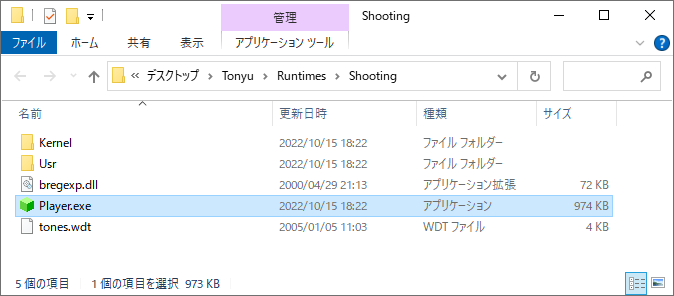 管理 Shooting
ファイル ホーム 共有 表示 アプリケーション ツール
« デスクトップ › Tonyu › Runtimes › Shooting
名前 更新日時 種類 サイズ
Kernel 2022/10/15 18:22 ファイル フォルダー
Usr 2022/10/15 18:22 ファイル フォルダー
bregexp.dll 2000/04/29 21:13 アプリケーション拡張 72 KB
Player.exe 2022/10/15 18:22 アプリケーション 974 KB
tones.wdt 2005/01/05 11:03 WDT ファイル 4 KB
5 個の項目 1 個の項目を選択 973 KB